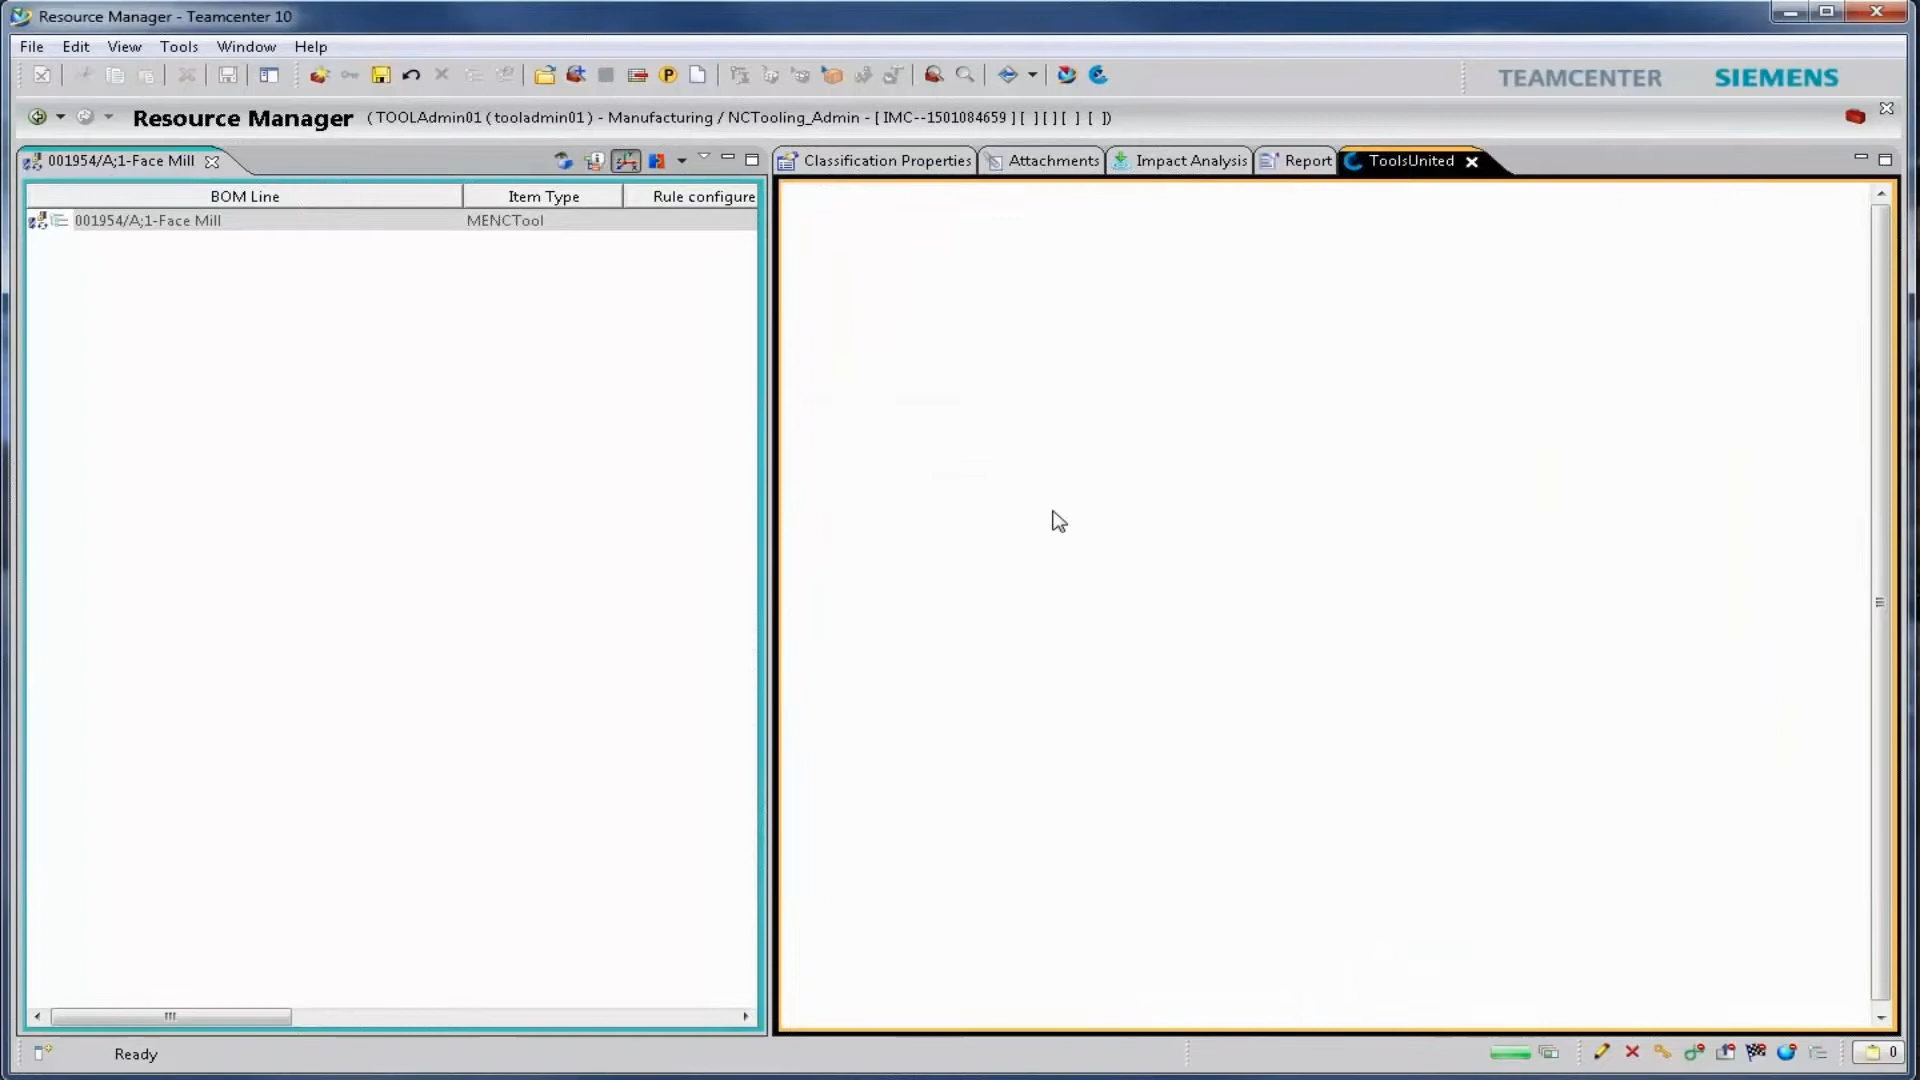 Resource Manager - Teamcenter 10
File Edit View Tools Window Help
TEAMCENTER SIEMENS
Resource Manager ( TOOLAdmin01 ( tooladmin01 ) - Manufacturing / NCTooling_Admin - [ IMC--1501084659 ] [ ] [ ] [ ] [ ])
001954/A;1-Face Mill
Classification Properties Attachments Impact Analysis Report ToolsUnited
BOM Line Item Type Rule configure
001954/A;1-Face Mill MENCTool
Ready
0